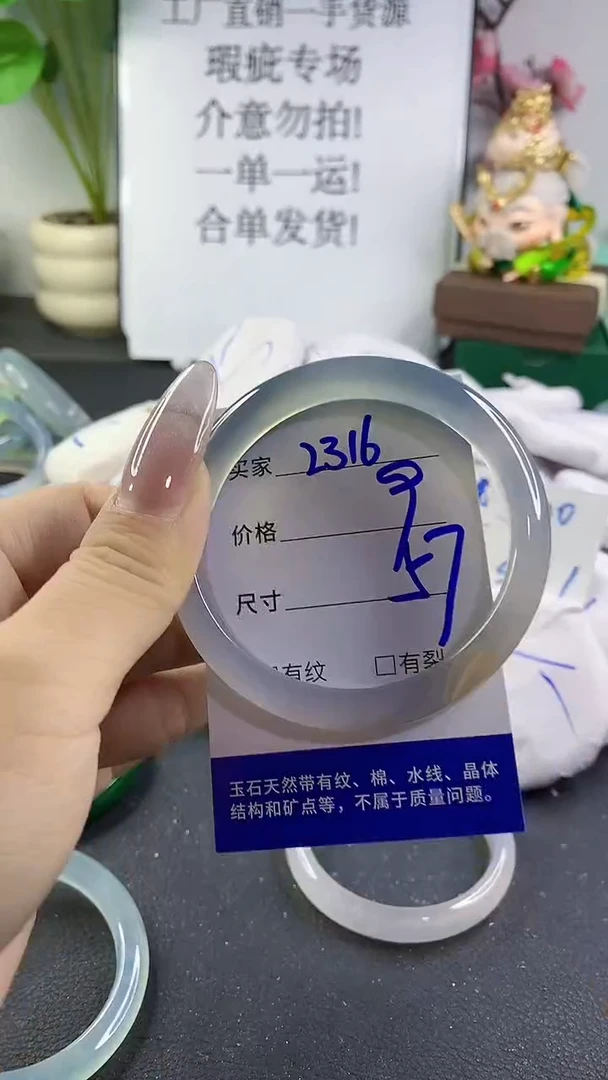 工厂直销一手货源
瑕疵专场
介意勿拍!
一单一运!
合单发货!
买家 2316
价格
尺寸 57
有纹 □有裂
玉石天然带有纹、棉、水线、晶体
结构和矿点等，不属于质量问题。